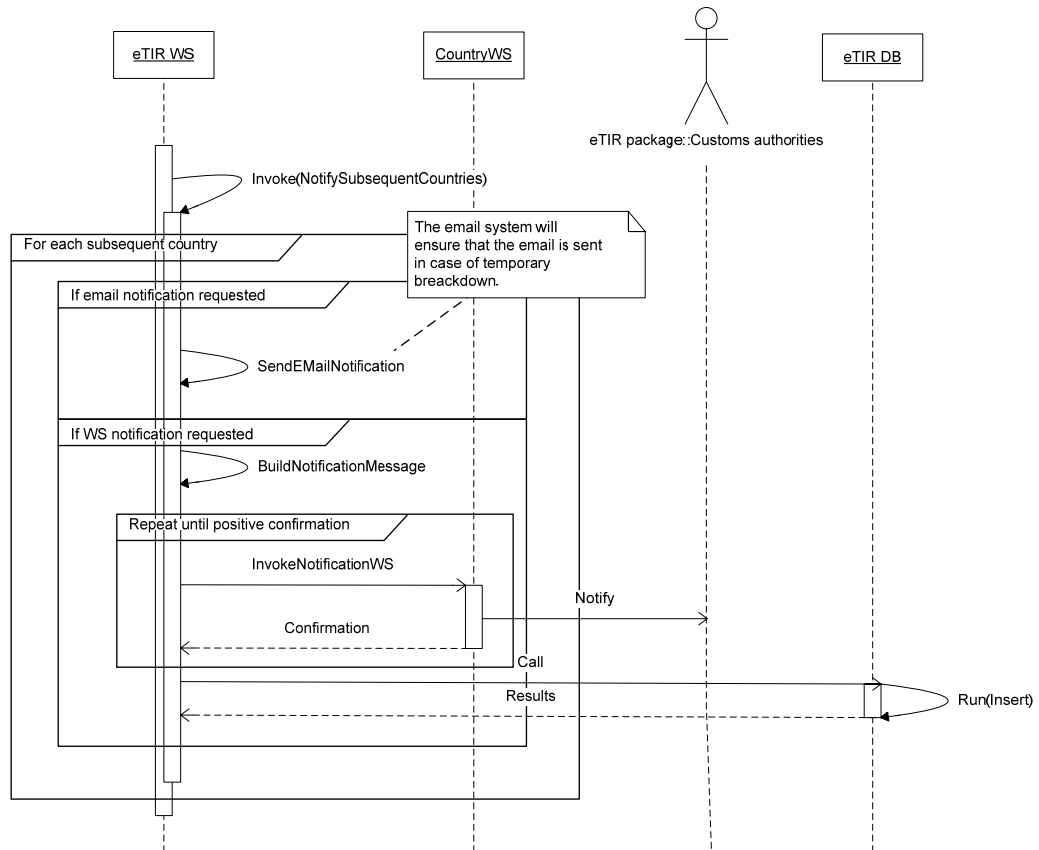 eTIR WS
CountryWS
eTIR DB
eTIR package::Customs authorities
Invoke(NotifySubsequentCountries)
The email system will
ensure that the email is sent
in case of temporary
breackdown.
For each subsequent country
If email notification requested
SendEMailNotification
If WS notification requested
BuildNotificationMessage
Repeat until positive confirmation
InvokeNotificationWS
Notify
Confirmation
Call
Results
Run(Insert)